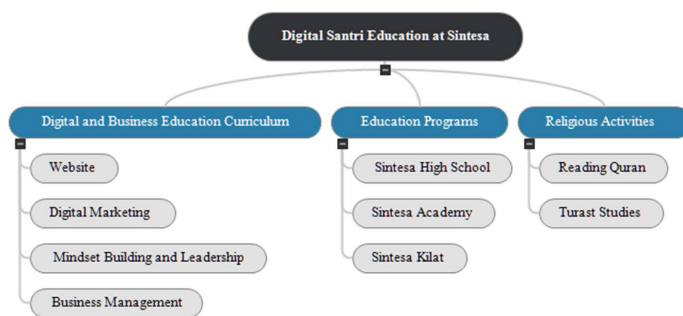 Digital Santri Education at Sintesa
Digital and Business Education Curriculum
Website
Digital Marketing
Mindset Building and Leadership
Business Management
Education Programs
Sintesa High School
Sintesa Academy
Sintesa Kilat
Religious Activities
Reading Quran
Turast Studies